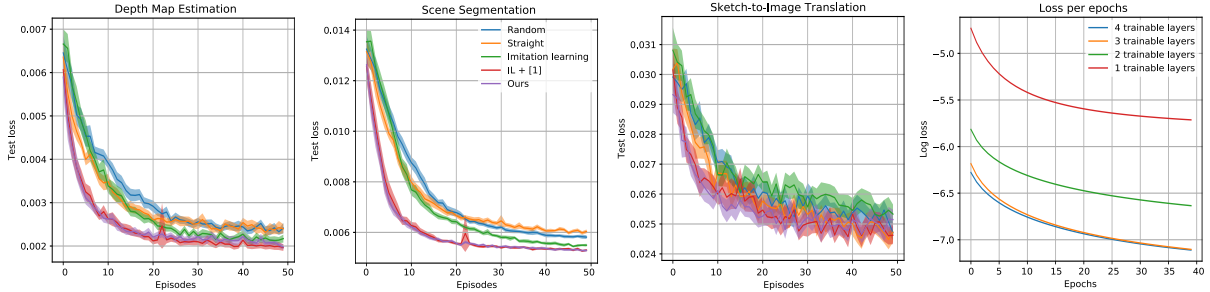 Depth Map Estimation
Test loss
0.007
0.006
0.005
0.004
0.003
0.002
0
10
20
30
40
50
Episodes
Scene Segmentation
Test loss
0.014
0.012
0.010
0.008
0.006
0
10
20
30
40
50
Episodes
Random
Straight
Imitation learning
IL + [1]
Ours
Sketch-to-Image Translation
Test loss
0.031
0.030
0.029
0.028
0.027
0.026
0.025
0.024
0
10
20
30
40
50
Episodes
Loss per epochs
Log loss
−5.0
−5.5
−6.0
−6.5
−7.0
0
5
10
15
20
25
30
35
40
Epochs
4 trainable layers
3 trainable layers
2 trainable layers
1 trainable layers